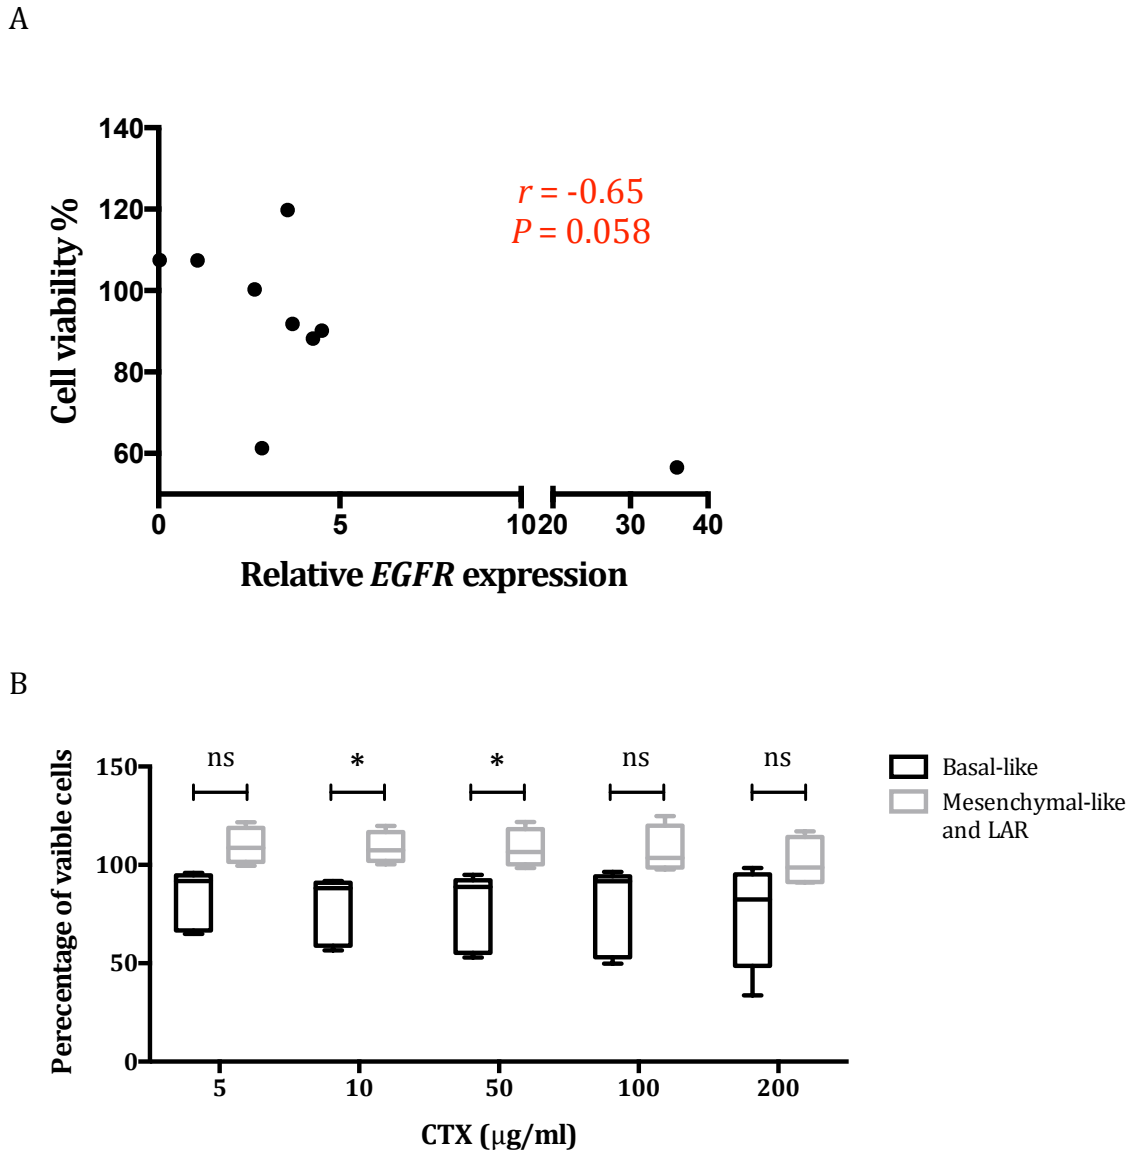 A
140
120
100
80
60
Cell viability %
r = -0.65
P = 0.058
0 5 10 20 30 40
Relative EGFR expression
B
Perecentage of vaible cells
150
100
50
0
ns * * ns ns
Basal-like
Mesenchymal-like
and LAR
5 10 50 100 200
CTX (μg/ml)